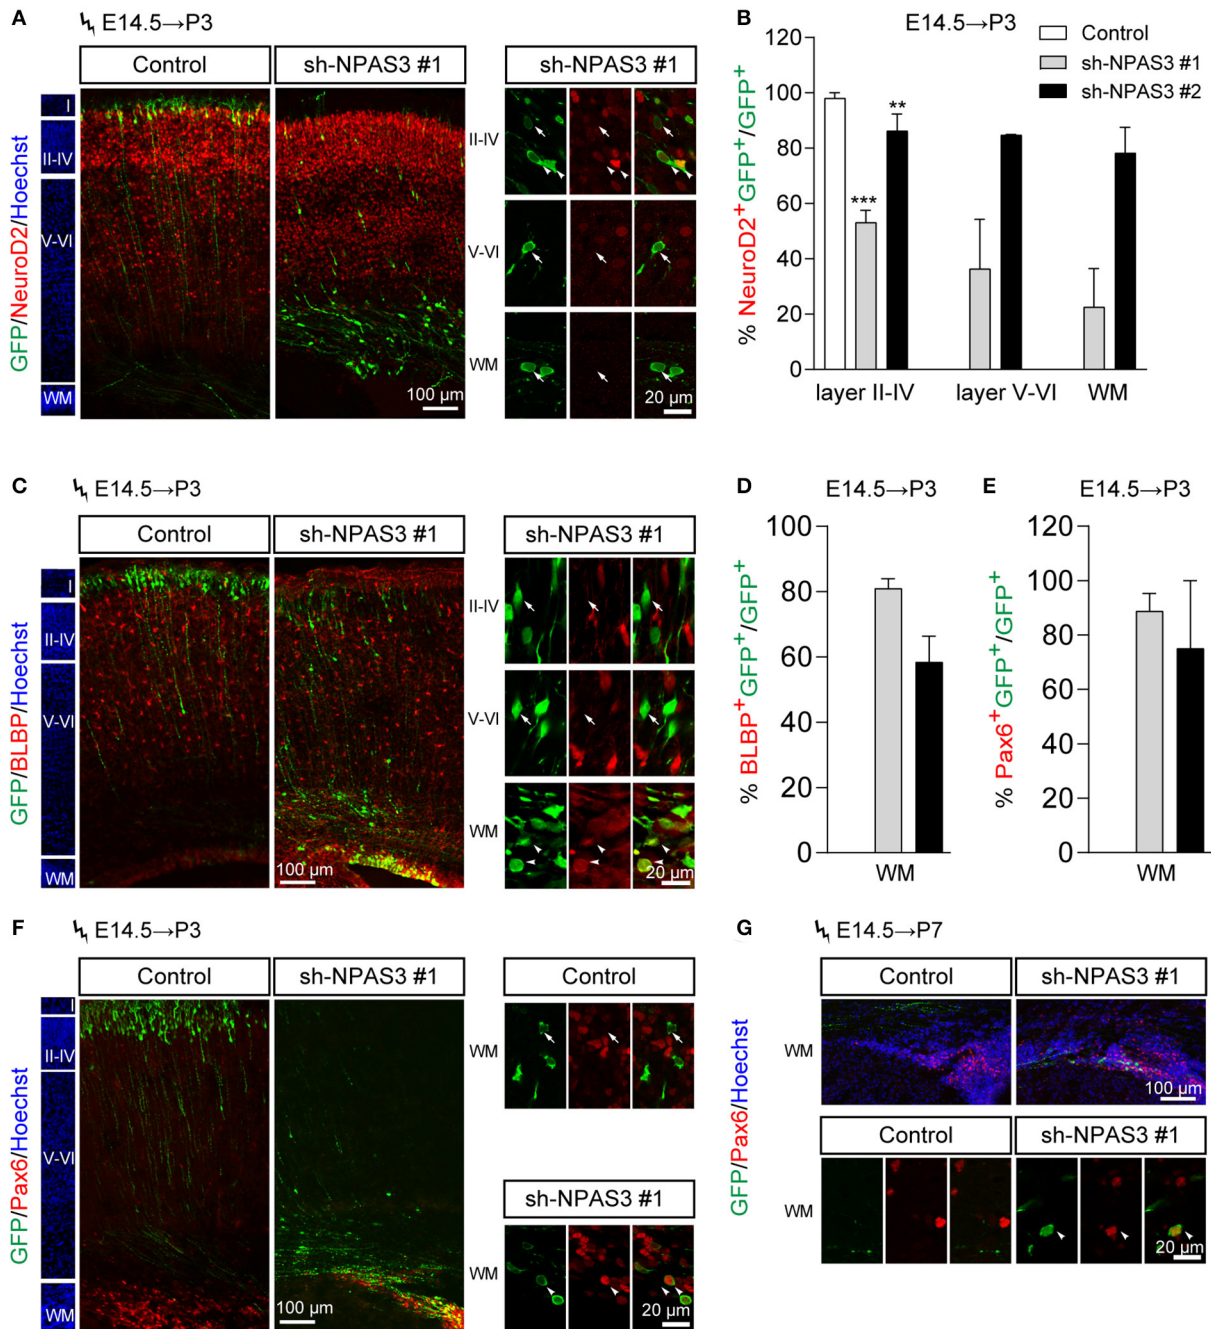 A
E14.5→P3
Control
sh-NPAS3 #1
sh-NPAS3 #1
GFP/NeuroD2/Hoechst
I
II-IV
V-VI
WM
100 µm
II-IV
V-VI
WM
20 µm
B
E14.5→P3
Control
sh-NPAS3 #1
sh-NPAS3 #2
% NeuroD2+GFP+/GFP+
120
100
80
60
40
20
0
***
**
layer II-IV
layer V-VI
WM
C
E14.5→P3
Control
sh-NPAS3 #1
sh-NPAS3 #1
GFP/BLBP/Hoechst
I
II-IV
V-VI
WM
100 µm
II-IV
V-VI
WM
20 µm
D
E14.5→P3
% BLBP+GFP+/GFP+
100
80
60
40
20
0
WM
E
E14.5→P3
% Pax6+GFP+/GFP+
120
100
80
60
40
20
0
WM
F
E14.5→P3
Control
sh-NPAS3 #1
GFP/Pax6/Hoechst
I
II-IV
V-VI
WM
100 µm
Control
WM
sh-NPAS3 #1
WM
20 µm
G
E14.5→P7
Control
sh-NPAS3 #1
GFP/Pax6/Hoechst
WM
100 µm
Control
sh-NPAS3 #1
WM
20 µm